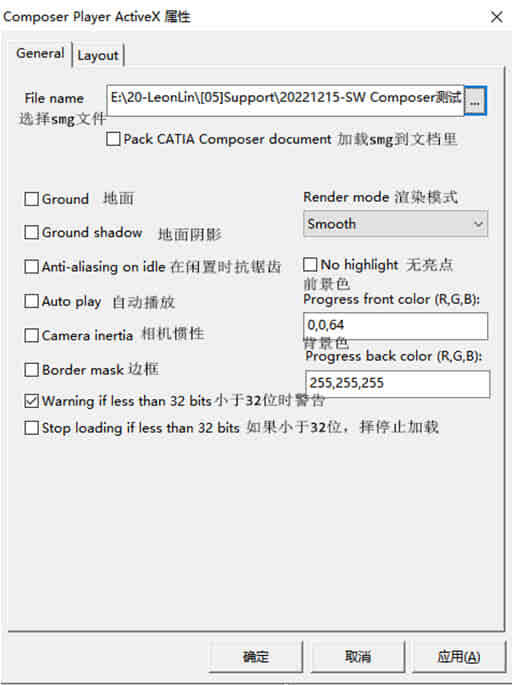 Composer Player ActiveX 属性
General
Layout
File name
E:\20-LeonLin\[05]Support\20221215-SW Composer测试
...
选择smg文件
Pack CATIA Composer document 加载smg到文档里
Ground 地面
Render mode 渲染模式
Ground shadow 地面阴影
Smooth
Anti-aliasing on idle 在闲置时抗锯齿
No highlight 无亮点
前景色
Auto play 自动播放
Progress front color (R,G,B):
Camera inertia 相机惯性
0,0,64
背景色
Progress back color (R,G,B):
Border mask 边框
255,255,255
Warning if less than 32 bits 小于32位时警告
Stop loading if less than 32 bits 如果小于32位，择停止加载
确定
取消
应用(A)